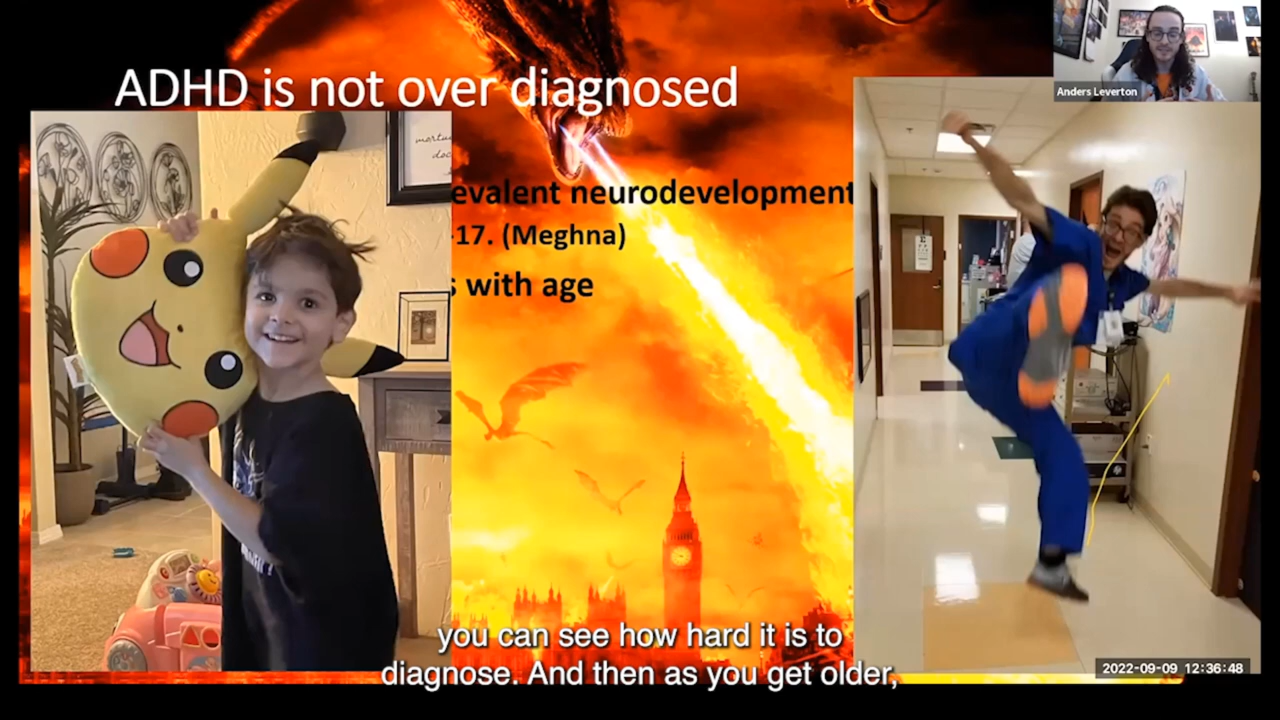 Anders Leverton
ADHD is not over diagnosed
evalent neurodevelopment
-17. (Meghna)
s with age
you can see how hard it is to
diagnose. And then as you get older,
2022-09-09 12:36:48